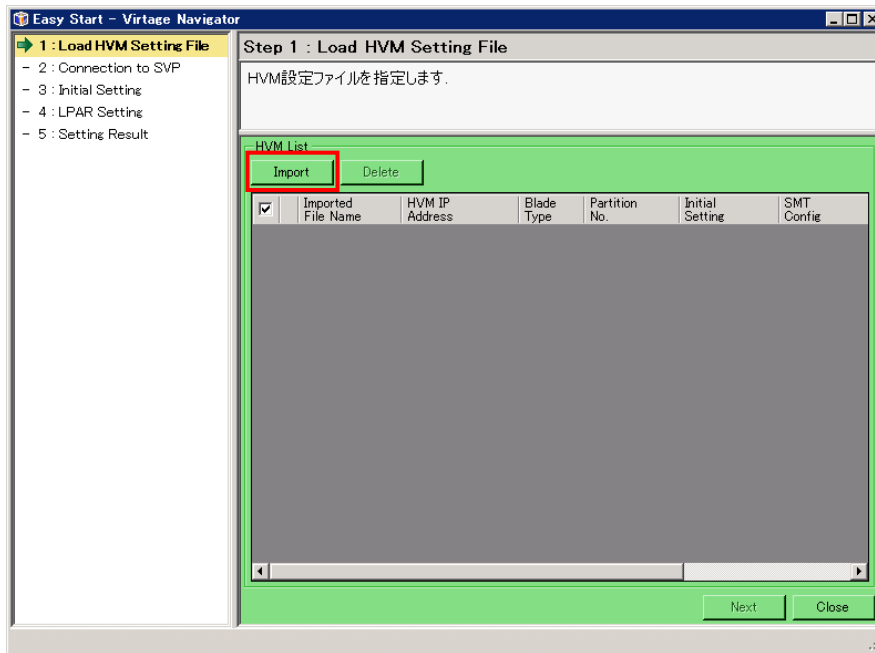 Easy Start - Virtage Navigator
1 : Load HVM Setting File
- 2 : Connection to SVP
- 3 : Initial Setting
- 4 : LPAR Setting
- 5 : Setting Result
Step 1 : Load HVM Setting File
HVM設定ファイルを指定します.
HVM List
Import Delete
Imported File Name
HVM IP Address
Blade Type
Partition No.
Initial Setting
SMT Config
Next Close